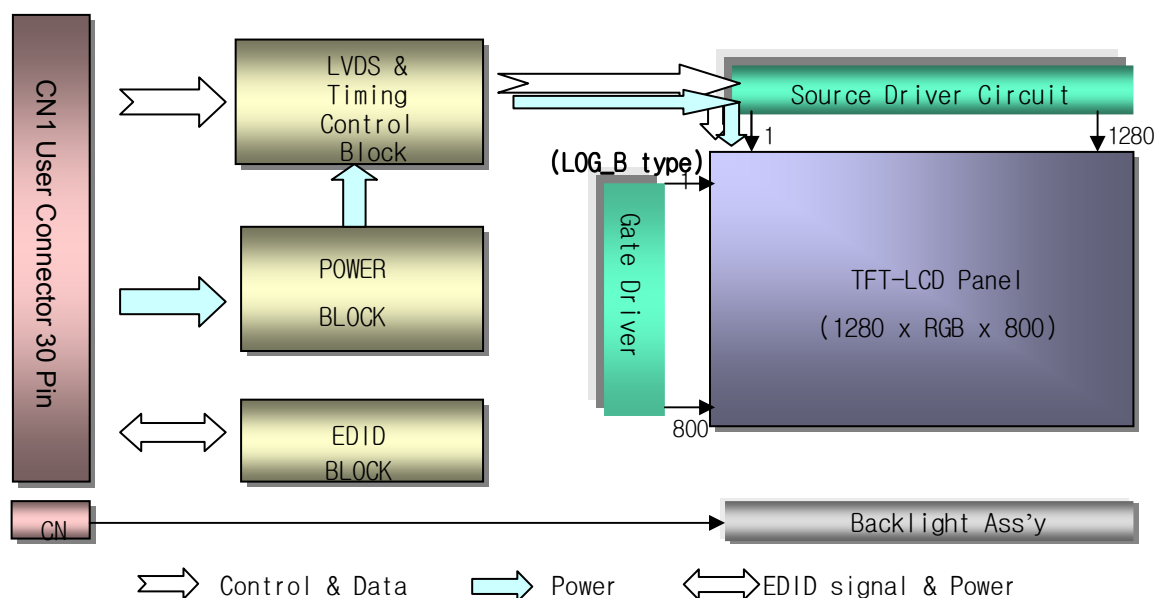 CN1 User Connector 30 Pin
LVDS &
Timing
Control
Block
Source Driver Circuit
1
1280
(LOG_B type)
1
Gate Driver
800
POWER
BLOCK
TFT-LCD Panel
(1280 x RGB x 800)
EDID
BLOCK
CN
Backlight Ass'y
Control & Data
Power
EDID signal & Power